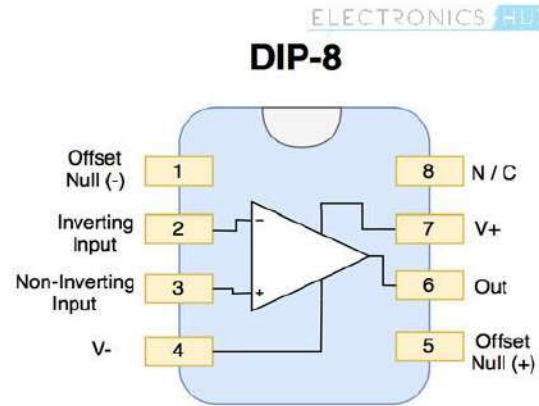 ELECTRONICS HUB
DIP-8
Offset
Null (-)
1
8
N / C
Inverting
Input
2
-
7
V+
Non-Inverting
Input
3
+
6
Out
V-
4
5
Offset
Null (+)